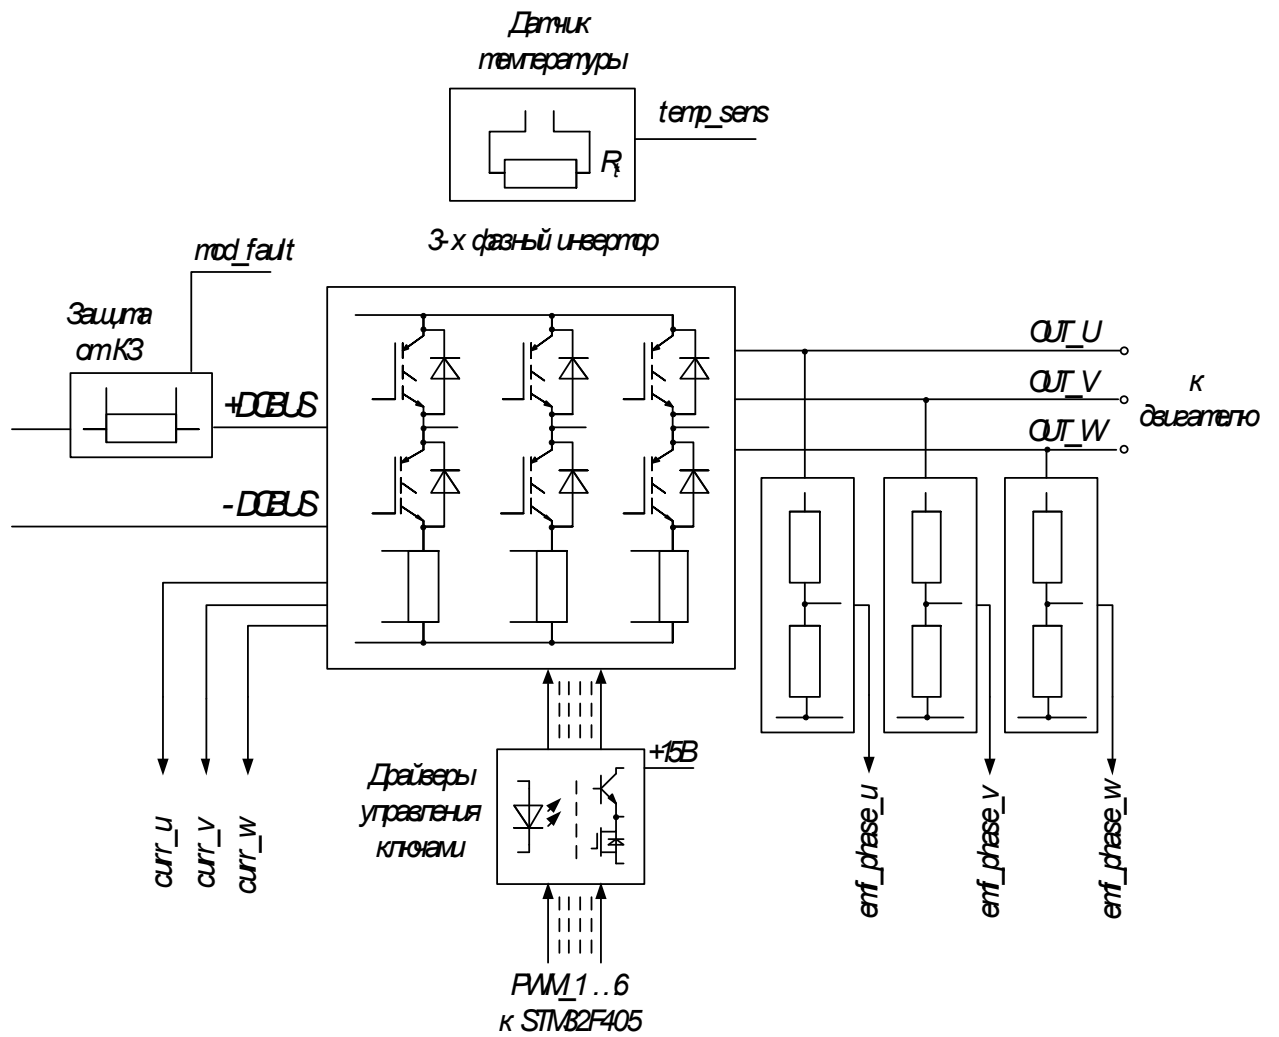 Датчик
температуры
temp_sens
Rt
3-х фазный инвертор
mod_fault
Защита
от КЗ
+DCBUS
-DCBUS
OUT_U
OUT_V
OUT_W
к
двигателю
+15В
Драйверы
управления
ключами
curr_u
curr_v
curr_w
emf_phase_u
emf_phase_v
emf_phase_w
PWM_1...6
к STM32F405